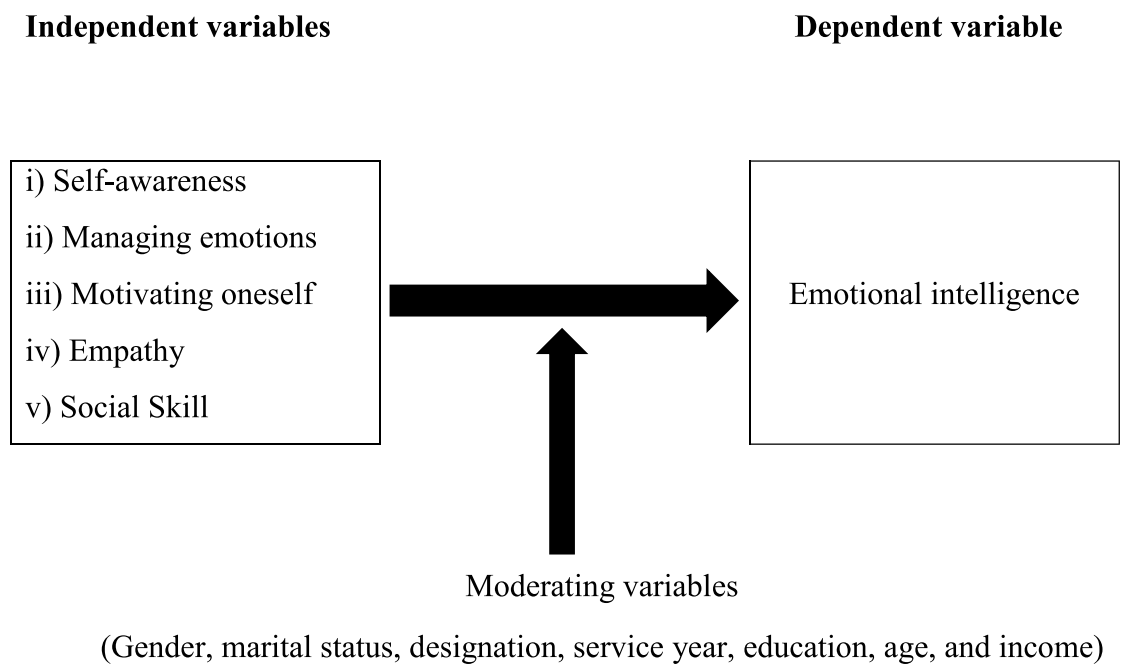 Independent variables
Dependent variable
i) Self-awareness
ii) Managing emotions
iii) Motivating oneself
iv) Empathy
v) Social Skill
Emotional intelligence
Moderating variables
(Gender, marital status, designation, service year, education, age, and income)